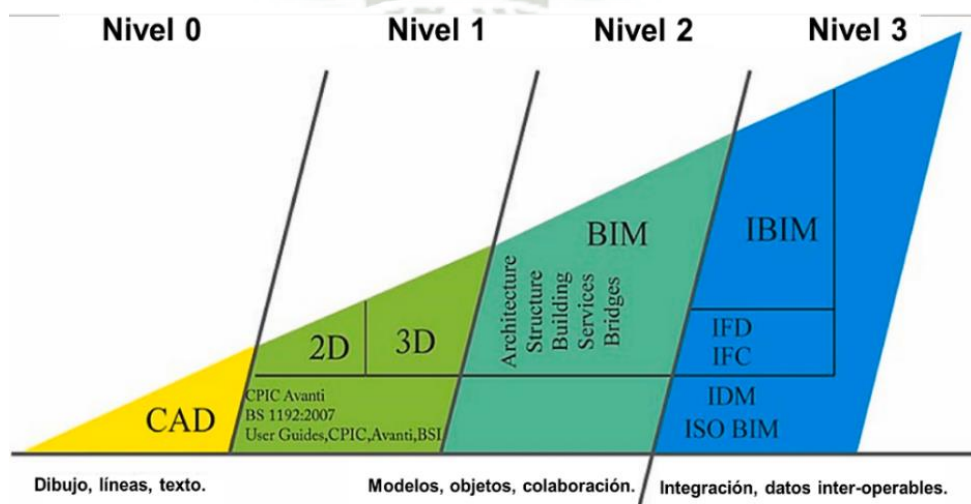 Nivel 0
Nivel 1
Nivel 2
Nivel 3
CAD
2D
3D
CPIC Avanti
BS 1192:2007
User Guides,CPIC,Avanti,BSI
BIM
Architecture
Structure
Building
Services
Bridges
IBIM
IFD
IFC
IDM
ISO BIM
Dibujo, líneas, texto.
Modelos, objetos, colaboración.
Integración, datos inter-operables.